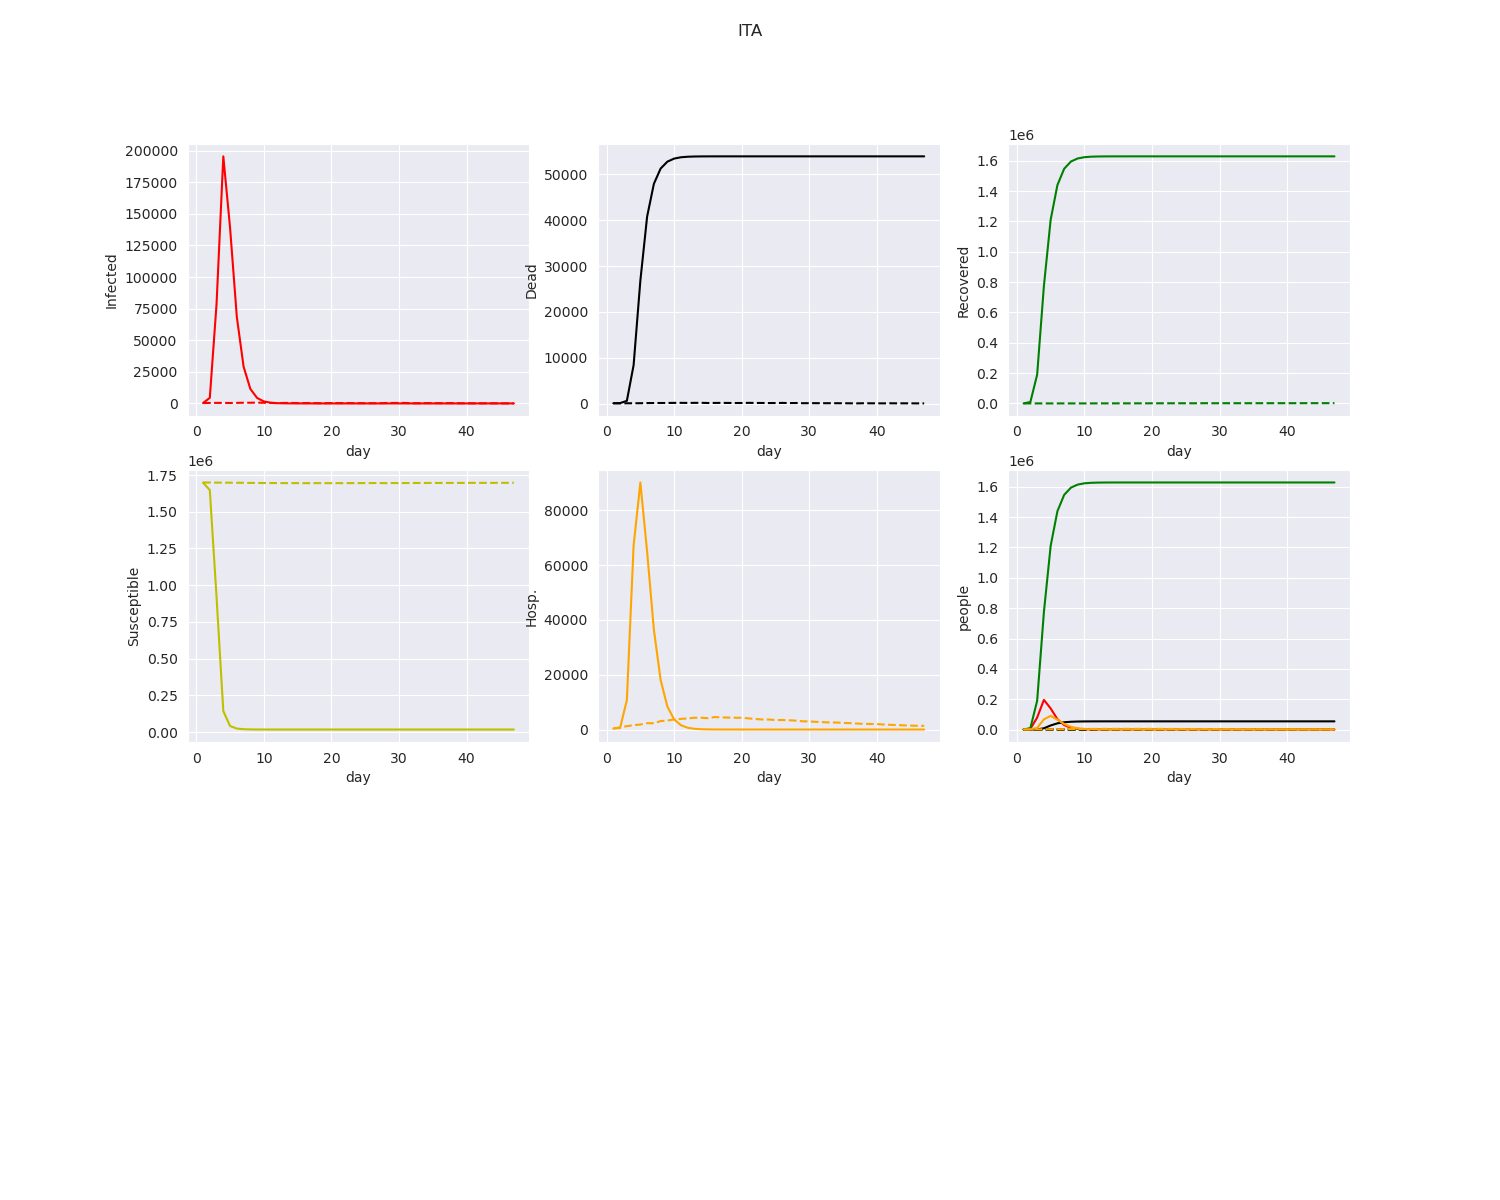 ITA
200000
175000
150000
125000
100000
75000
50000
25000
0
Infected
0 10 20 30 40
day
50000
40000
30000
20000
10000
0
Dead
0 10 20 30 40
day
1e6
1.6
1.4
1.2
1.0
0.8
0.6
0.4
0.2
0.0
Recovered
0 10 20 30 40
day
1e6
1.75
1.50
1.25
1.00
0.75
0.50
0.25
0.00
Susceptible
0 10 20 30 40
day
80000
60000
40000
20000
0
Hosp.
0 10 20 30 40
day
1e6
1.6
1.4
1.2
1.0
0.8
0.6
0.4
0.2
0.0
people
0 10 20 30 40
day